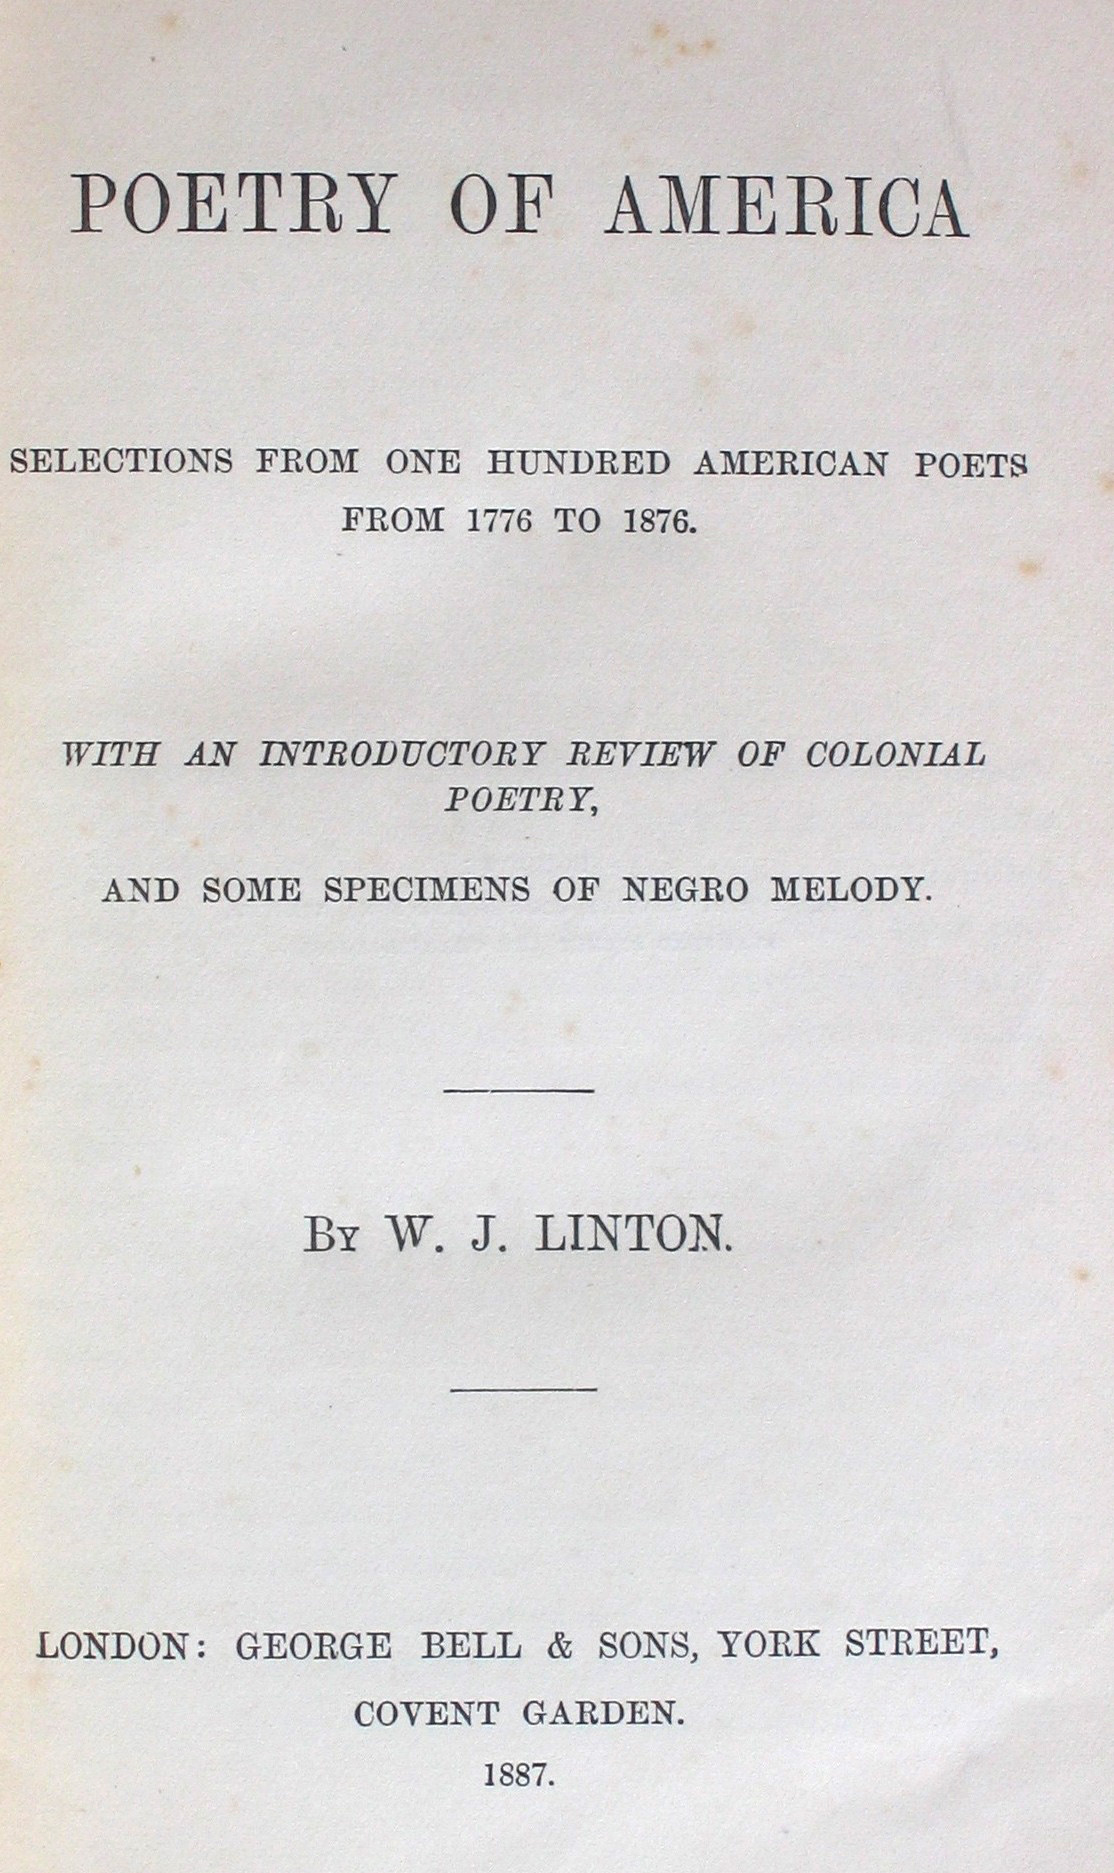 POETRY OF AMERICA
SELECTIONS FROM ONE HUNDRED AMERICAN POETS
FROM 1776 TO 1876.
WITH AN INTRODUCTORY REVIEW OF COLONIAL
POETRY,
AND SOME SPECIMENS OF NEGRO MELODY.
BY W. J. LINTON.
LONDON: GEORGE BELL & SONS, YORK STREET,
COVENT GARDEN.
1887.